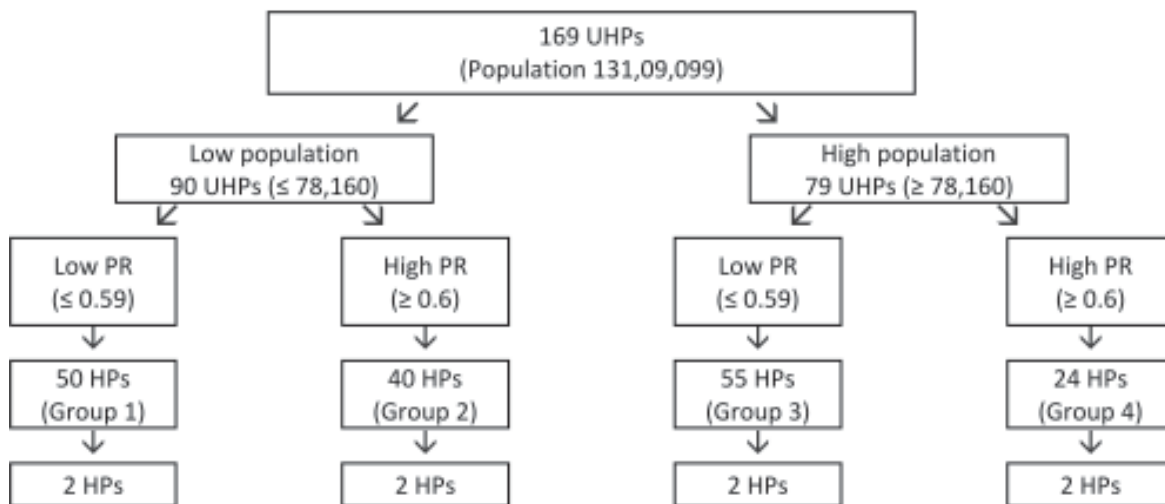 169 UHPs
(Population 131,09,099)
Low population
90 UHPs (≤ 78,160)
High population
79 UHPs (≥ 78,160)
Low PR
(≤ 0.59)
High PR
(≥ 0.6)
Low PR
(≤ 0.59)
High PR
(≥ 0.6)
50 HPs
(Group 1)
40 HPs
(Group 2)
55 HPs
(Group 3)
24 HPs
(Group 4)
2 HPs
2 HPs
2 HPs
2 HPs